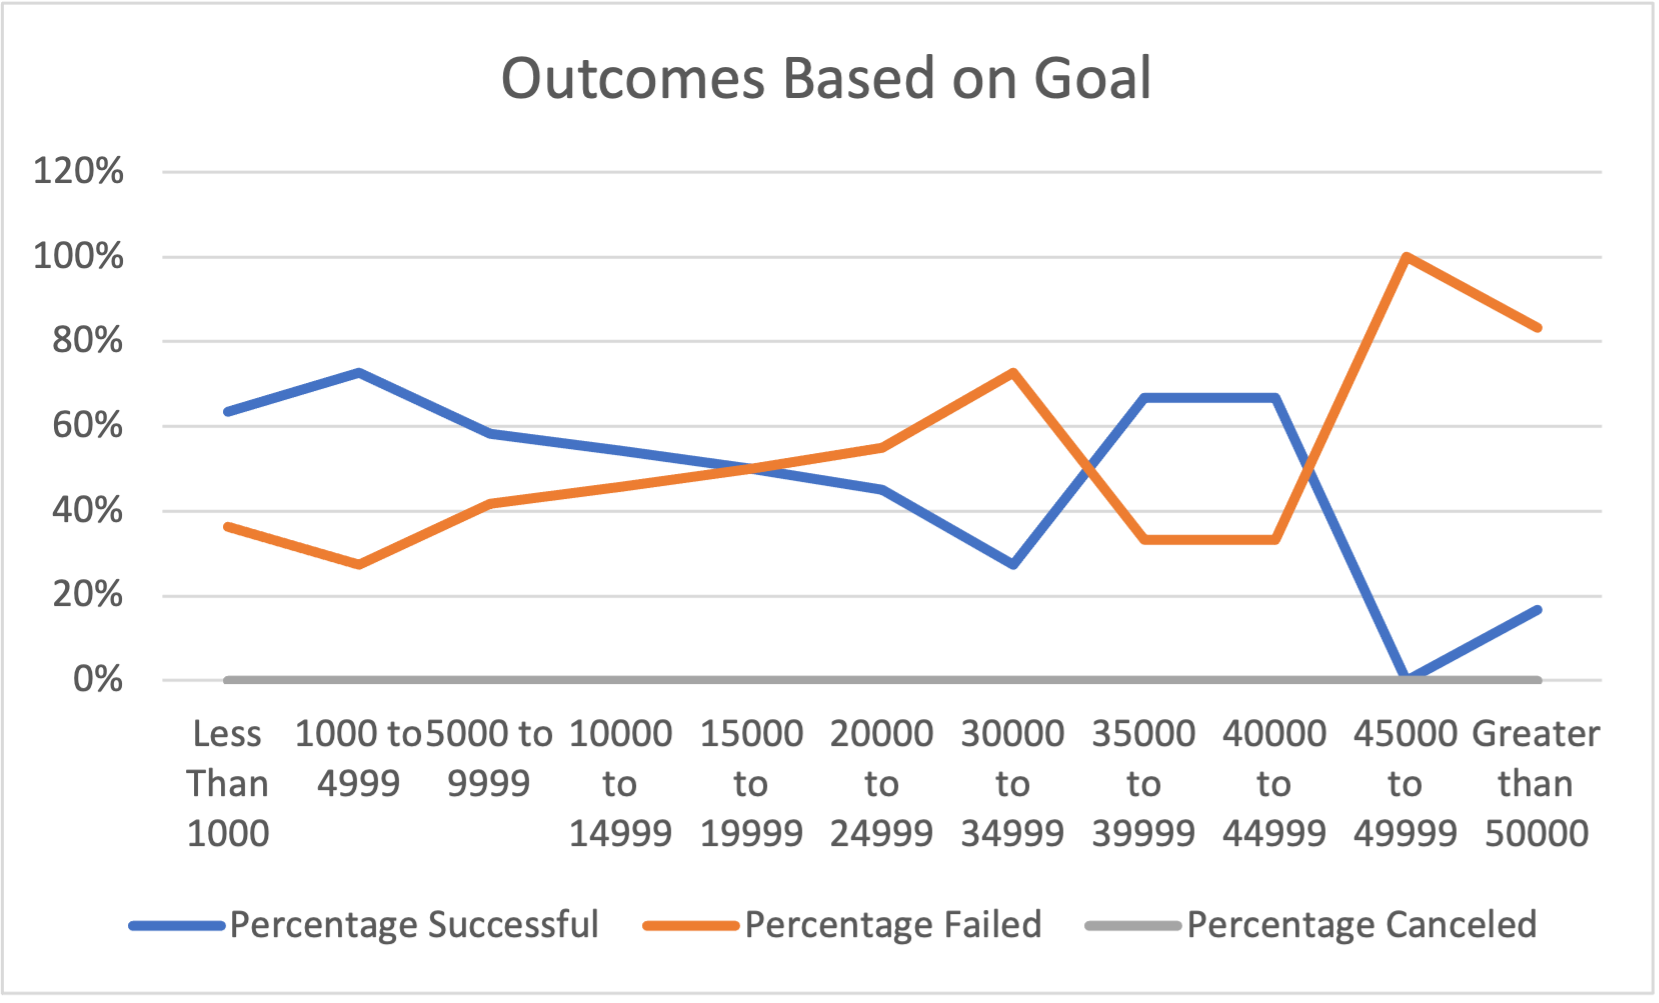 Outcomes Based on Goal
120%
100%
80%
60%
40%
20%
0%
Less Than 1000
1000 to 4999
5000 to 9999
10000 to 14999
15000 to 19999
20000 to 24999
30000 to 34999
35000 to 39999
40000 to 44999
45000 to 49999
Greater than 50000
Percentage Successful
Percentage Failed
Percentage Canceled